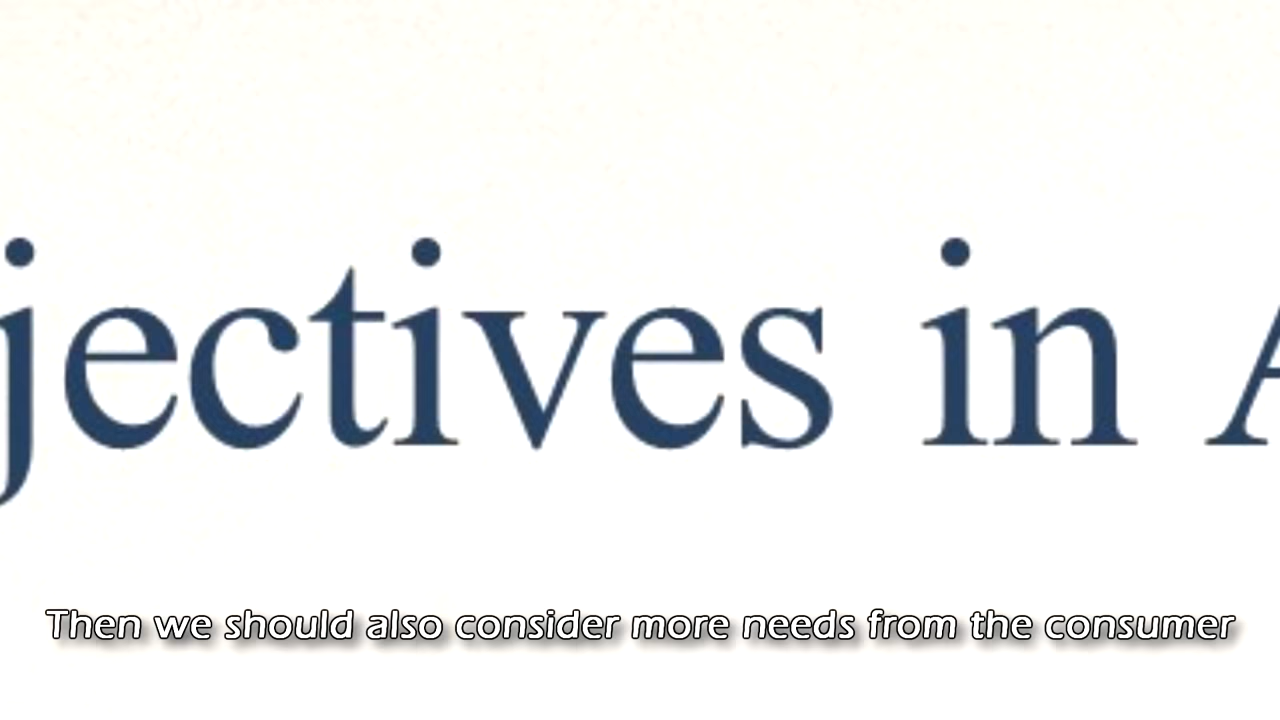 jectives in A
Then we should also consider more needs from the consumer